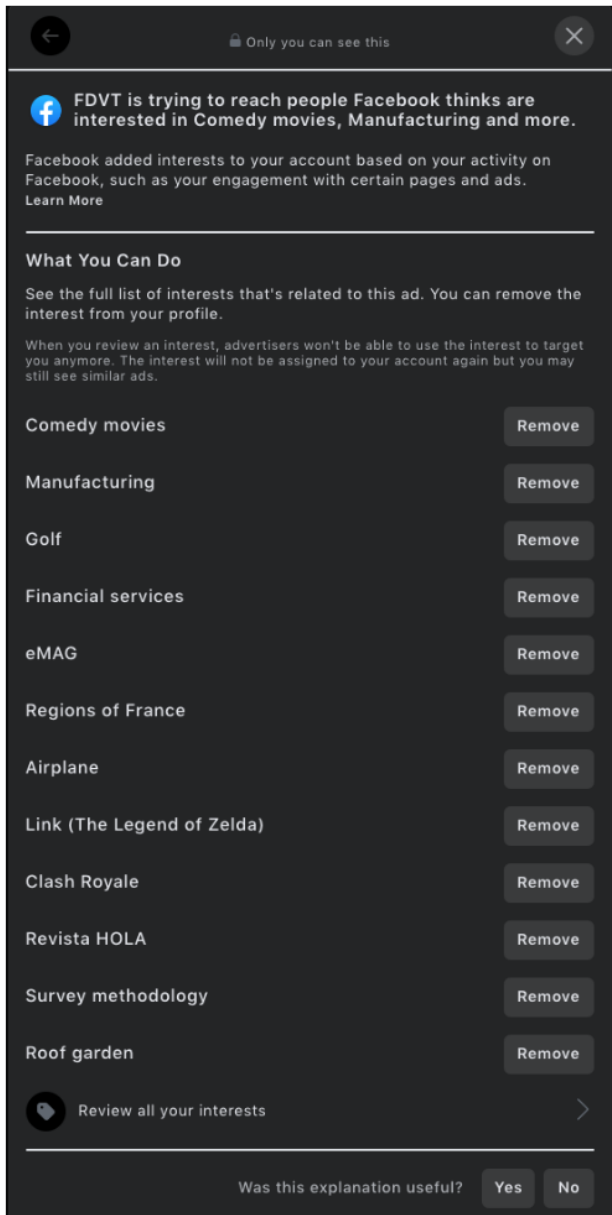 Only you can see this
FDVT is trying to reach people Facebook thinks are
interested in Comedy movies, Manufacturing and more.
Facebook added interests to your account based on your activity on
Facebook, such as your engagement with certain pages and ads.
Learn More
What You Can Do
See the full list of interests that's related to this ad. You can remove the
interest from your profile.
When you review an interest, advertisers won't be able to use the interest to target
you anymore. The interest will not be assigned to your account again but you may
still see similar ads.
Comedy movies Remove
Manufacturing Remove
Golf Remove
Financial services Remove
eMAG Remove
Regions of France Remove
Airplane Remove
Link (The Legend of Zelda) Remove
Clash Royale Remove
Revista HOLA Remove
Survey methodology Remove
Roof garden Remove
Review all your interests
Was this explanation useful? Yes No